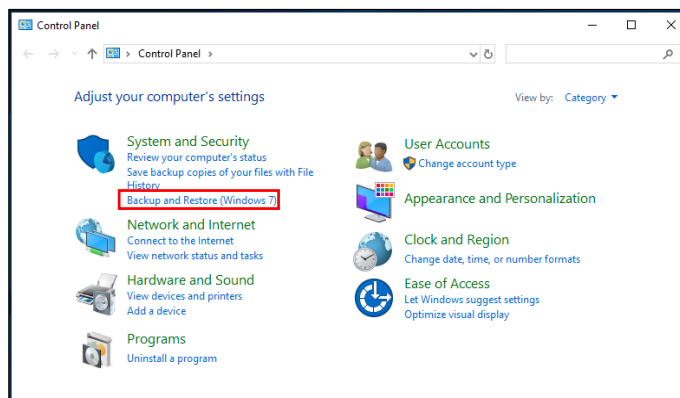 Control Panel
Control Panel
Adjust your computer's settings
View by: Category
System and Security
Review your computer's status
Save backup copies of your files with File
History
Backup and Restore (Windows 7)
Network and Internet
Connect to the Internet
View network status and tasks
Hardware and Sound
View devices and printers
Add a device
Programs
Uninstall a program
User Accounts
Change account type
Appearance and Personalization
Clock and Region
Change date, time, or number formats
Ease of Access
Let Windows suggest settings
Optimize visual display